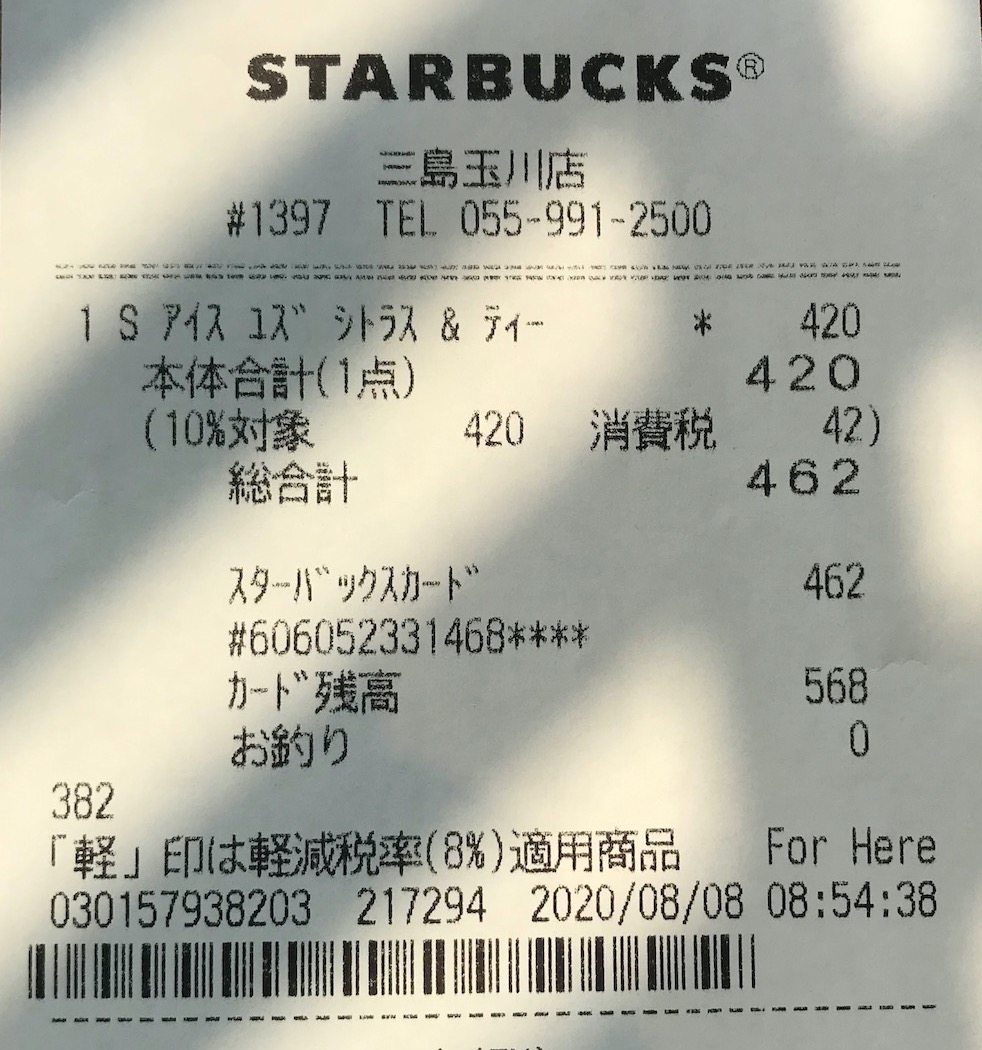 STARBUCKS®
三島玉川店
#1397 TEL 055-991-2500
1 S ｱｲｽ ﾕｽﾞ ｼﾄﾗｽ & ﾃｨｰ * 420
本体合計(1点) 420
(10%対象 420 消費税 42)
総合計 462
ｽﾀｰﾊﾞｯｸｽｶｰﾄﾞ 462
#606052331468****
ｶｰﾄﾞ残高 568
お釣り 0
382
「軽」印は軽減税率(8%)適用商品 For Here
030157938203 217294 2020/08/08 08:54:38